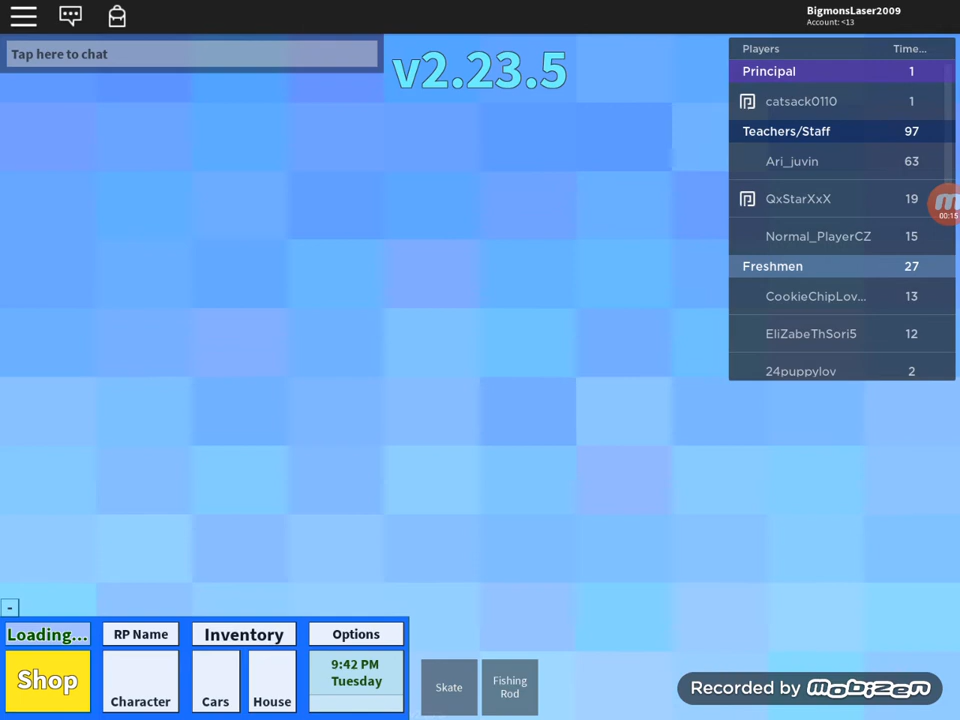 BigmonsLaser2009
Account: <13
Tap here to chat
v2.23.5
Players Time...
Principal 1
catsack0110 1
Teachers/Staff 97
Ari_juvin 63
QxStarXxX 19
Normal_PlayerCZ 15
Freshmen 27
CookieChipLov... 13
EliZabeThSori5 12
24puppylov 2
00:15
-
Loading... RP Name Inventory Options
Shop Character Cars House 9:42 PM
Tuesday
Skate Fishing
Rod
Recorded by mobizen